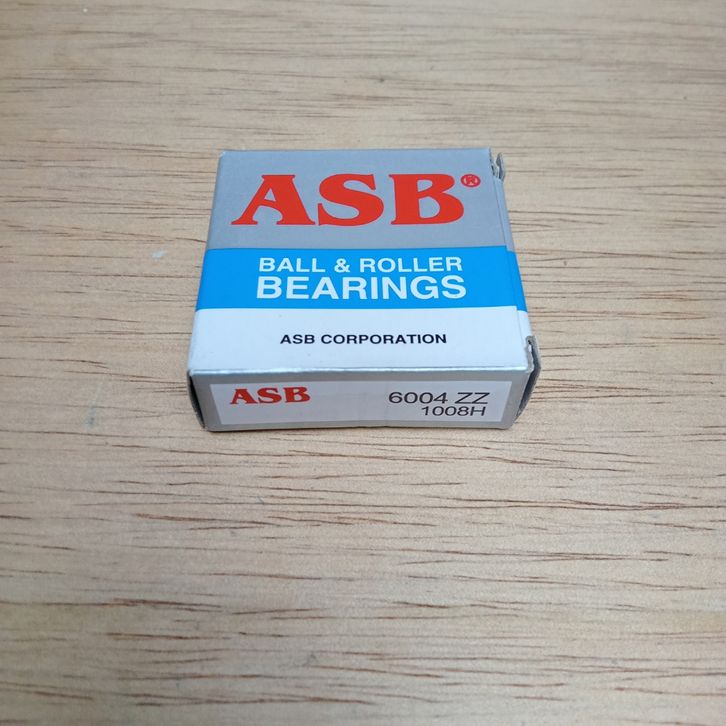 ASB®
BALL & ROLLER
BEARINGS
ASB CORPORATION
ASB 6004 ZZ
1008H